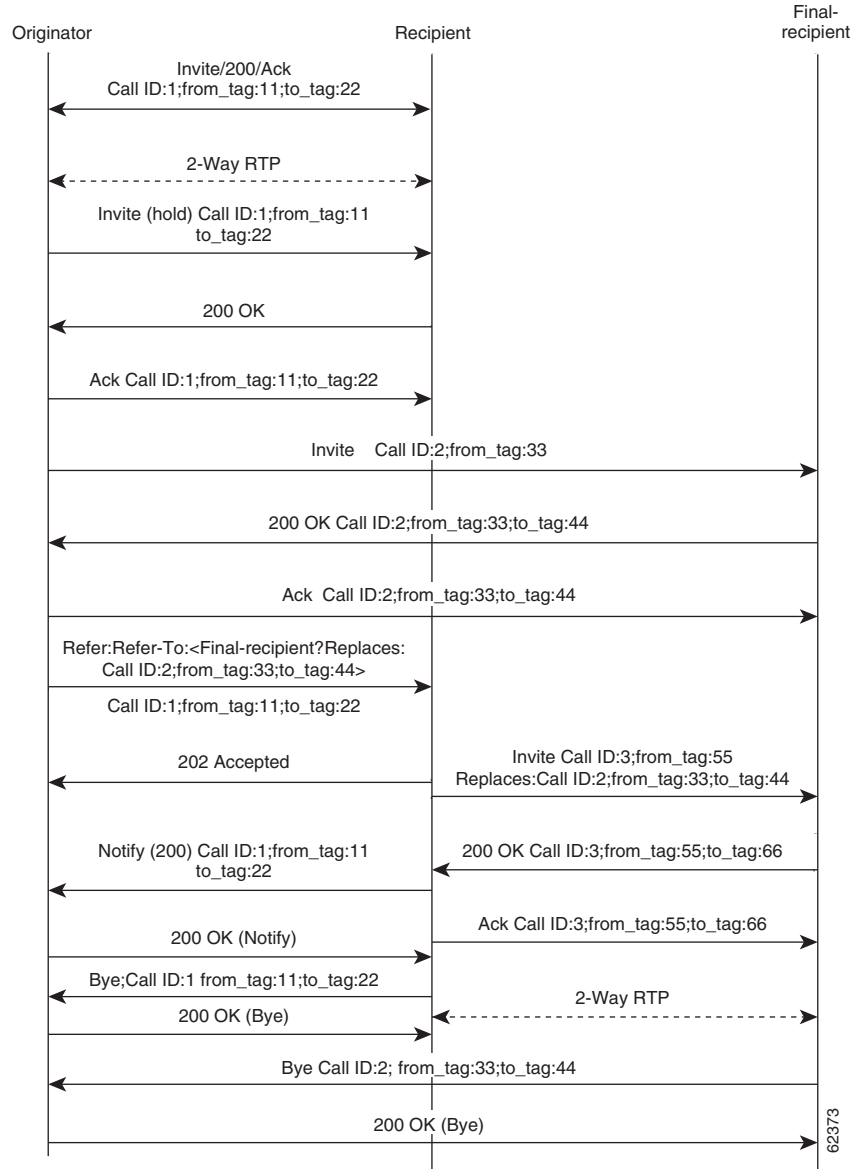 Originator
Recipient
Final-
recipient
Invite/200/Ack
Call ID:1;from_tag:11;to_tag:22
2-Way RTP
Invite (hold) Call ID:1;from_tag:11
to_tag:22
200 OK
Ack Call ID:1;from_tag:11;to_tag:22
Invite Call ID:2;from_tag:33
200 OK Call ID:2;from_tag:33;to_tag:44
Ack Call ID:2;from_tag:33;to_tag:44
Refer:Refer-To:<Final-recipient?Replaces:
Call ID:2;from_tag:33;to_tag:44>
Call ID:1;from_tag:11;to_tag:22
202 Accepted
Invite Call ID:3;from_tag:55
Replaces:Call ID:2;from_tag:33;to_tag:44
Notify (200) Call ID:1;from_tag:11
to_tag:22
200 OK Call ID:3;from_tag:55;to_tag:66
200 OK (Notify)
Ack Call ID:3;from_tag:55;to_tag:66
Bye;Call ID:1 from_tag:11;to_tag:22
2-Way RTP
200 OK (Bye)
Bye Call ID:2; from_tag:33;to_tag:44
200 OK (Bye)
62373